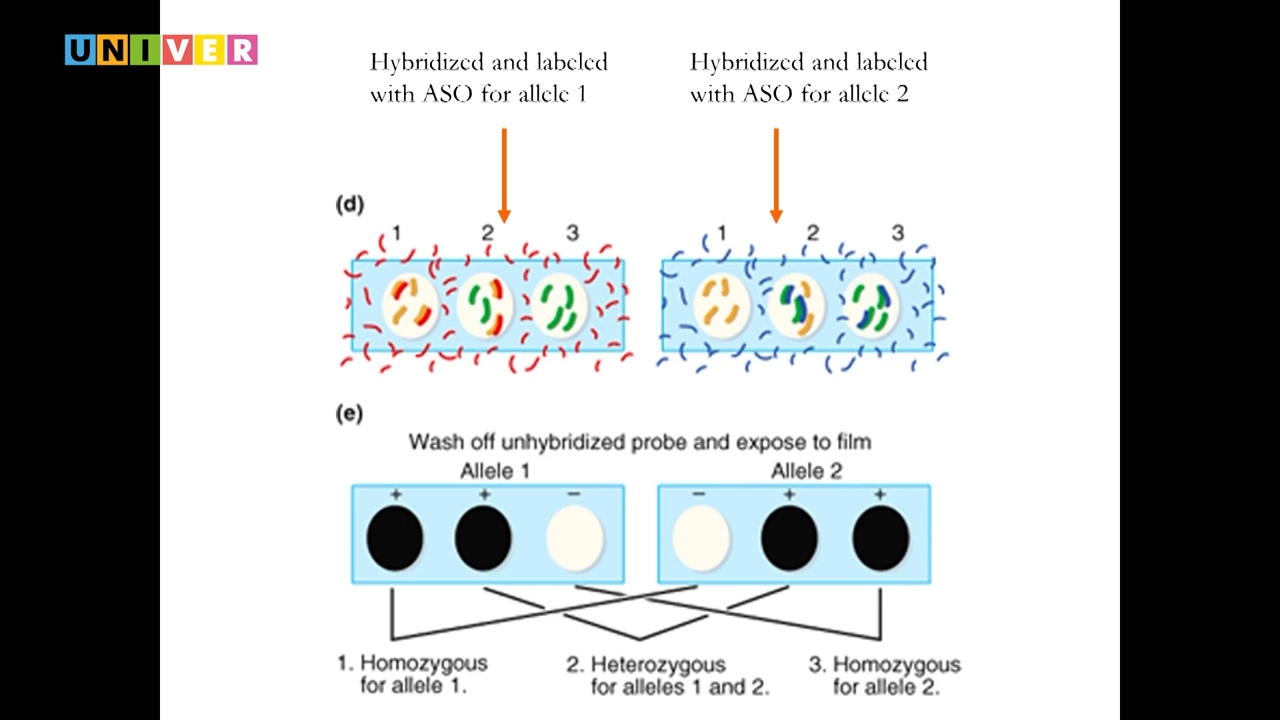 UNIVER
Hybridized and labeled
with ASO for allele 1
Hybridized and labeled
with ASO for allele 2
(d)
1 2 3
1 2 3
(e)
Wash off unhybridized probe and expose to film
Allele 1
Allele 2
+ + −
− + +
1. Homozygous
for allele 1.
2. Heterozygous
for alleles 1 and 2.
3. Homozygous
for allele 2.